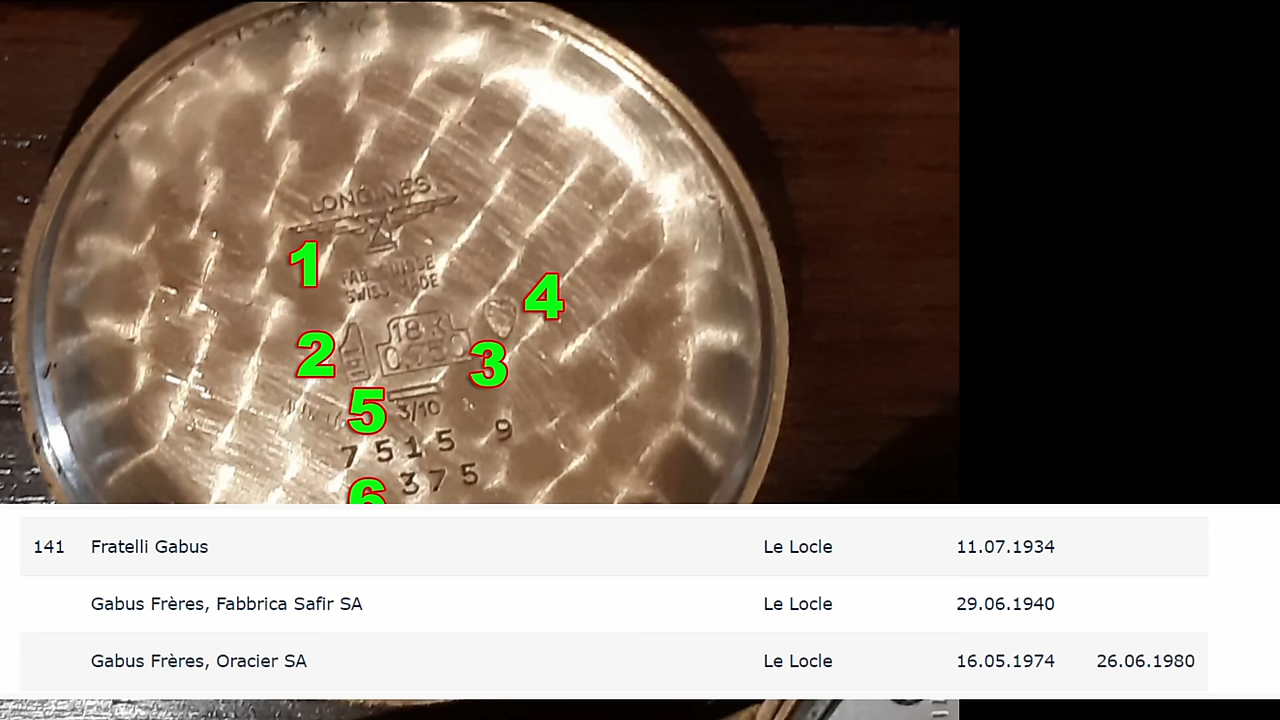 LONGINES
1
FAB. SUISSE
SWISS MADE
4
18 K
0.750
2
3
5
3/10
7515 9
375
6
141 Fratelli Gabus Le Locle 11.07.1934
Gabus Frères, Fabbrica Safir SA Le Locle 29.06.1940
Gabus Frères, Oracier SA Le Locle 16.05.1974 26.06.1980